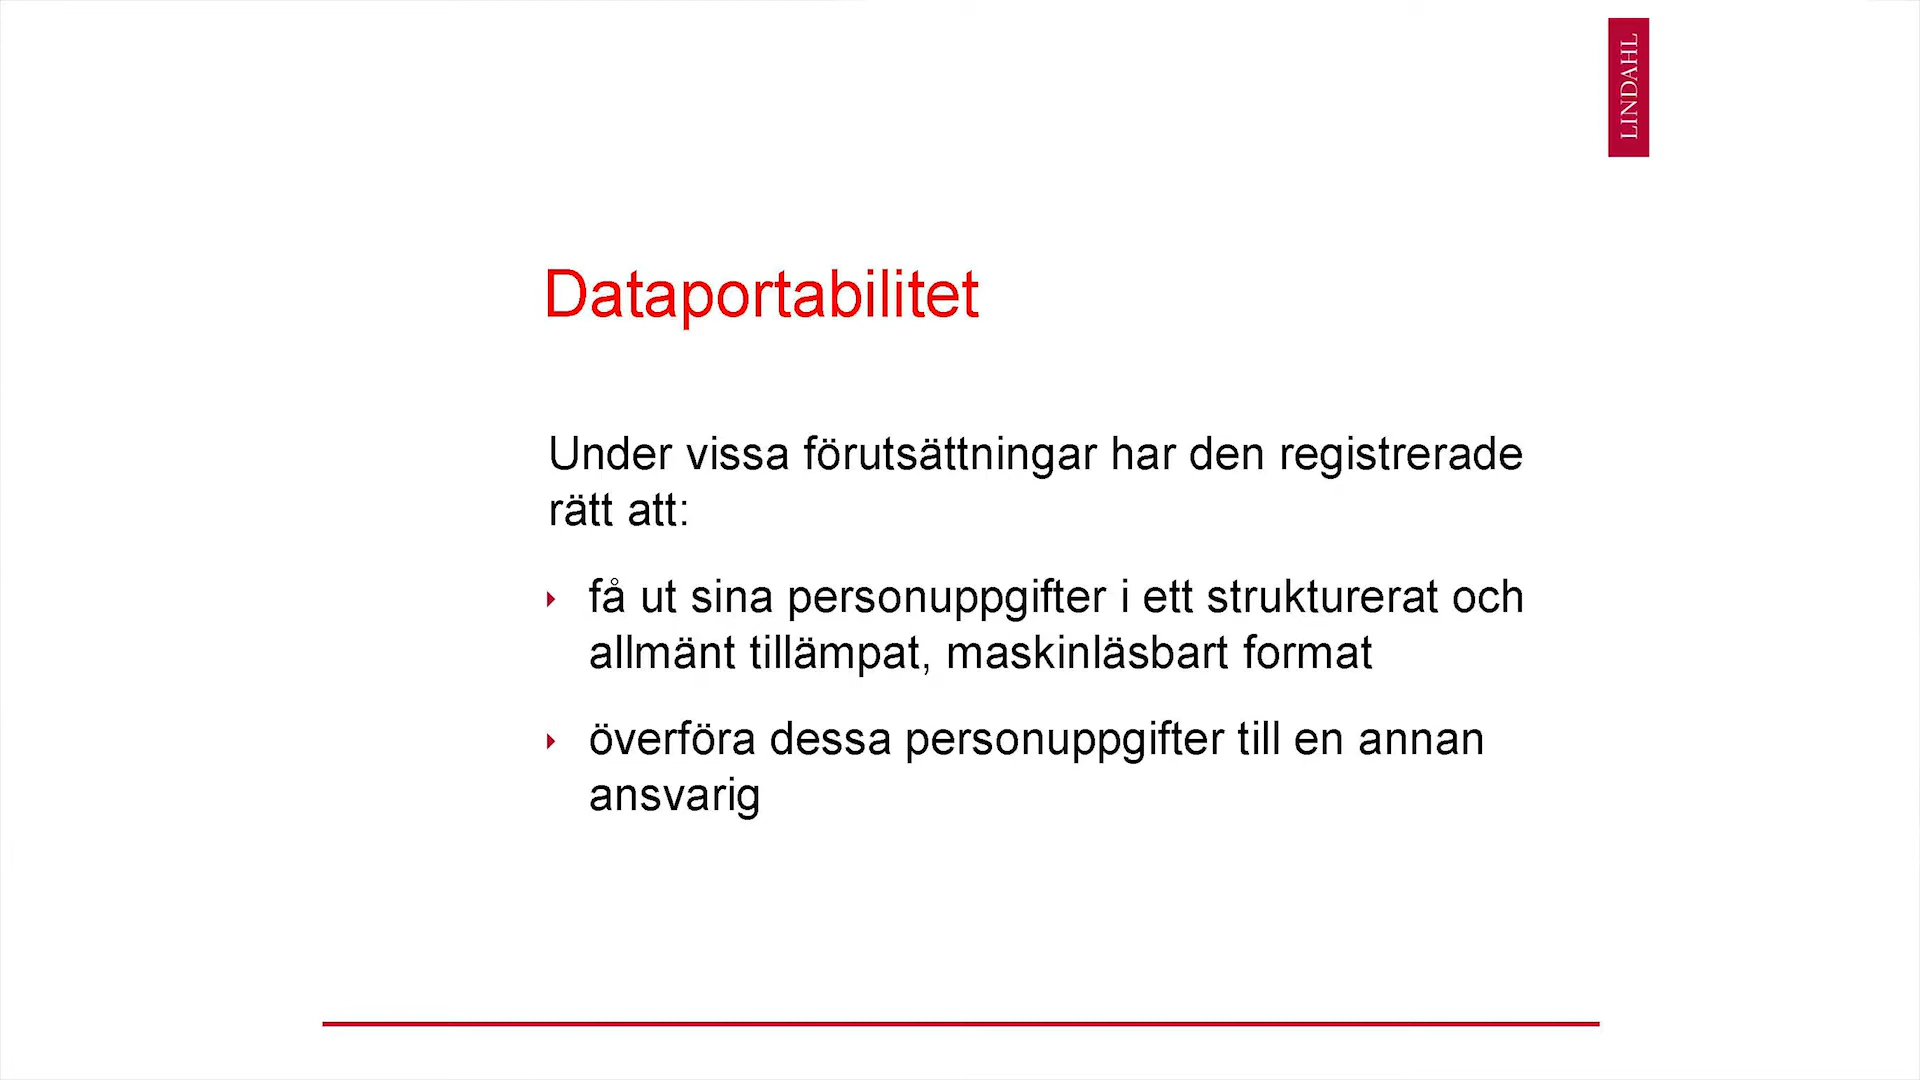 LINDAHL
Dataportabilitet
Under vissa förutsättningar har den registrerade
rätt att:
få ut sina personuppgifter i ett strukturerat och
allmänt tillämpat, maskinläsbart format
överföra dessa personuppgifter till en annan
ansvarig